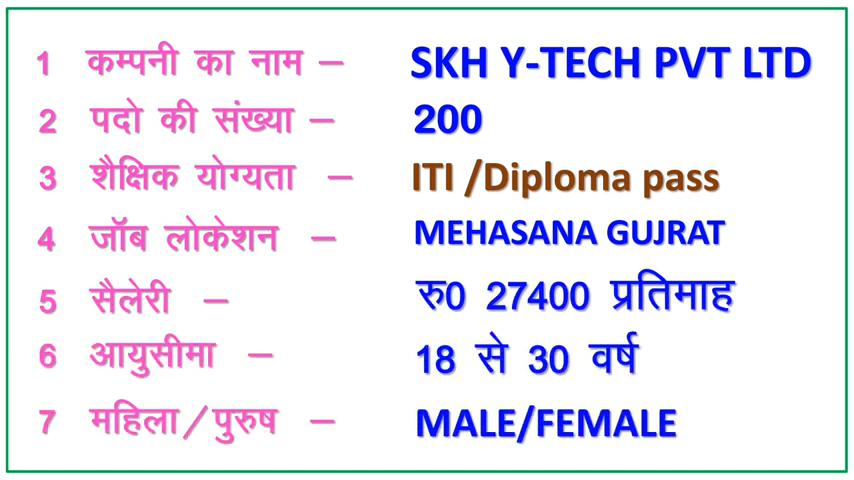 1 कम्पनी का नाम – SKH Y-TECH PVT LTD
2 पदो की संख्या – 200
3 शैक्षिक योग्यता – ITI /Diploma pass
4 जॉब लोकेशन – MEHASANA GUJRAT
5 सैलेरी – रु0 27400 प्रतिमाह
6 आयुसीमा – 18 से 30 वर्ष
7 महिला/पुरुष – MALE/FEMALE